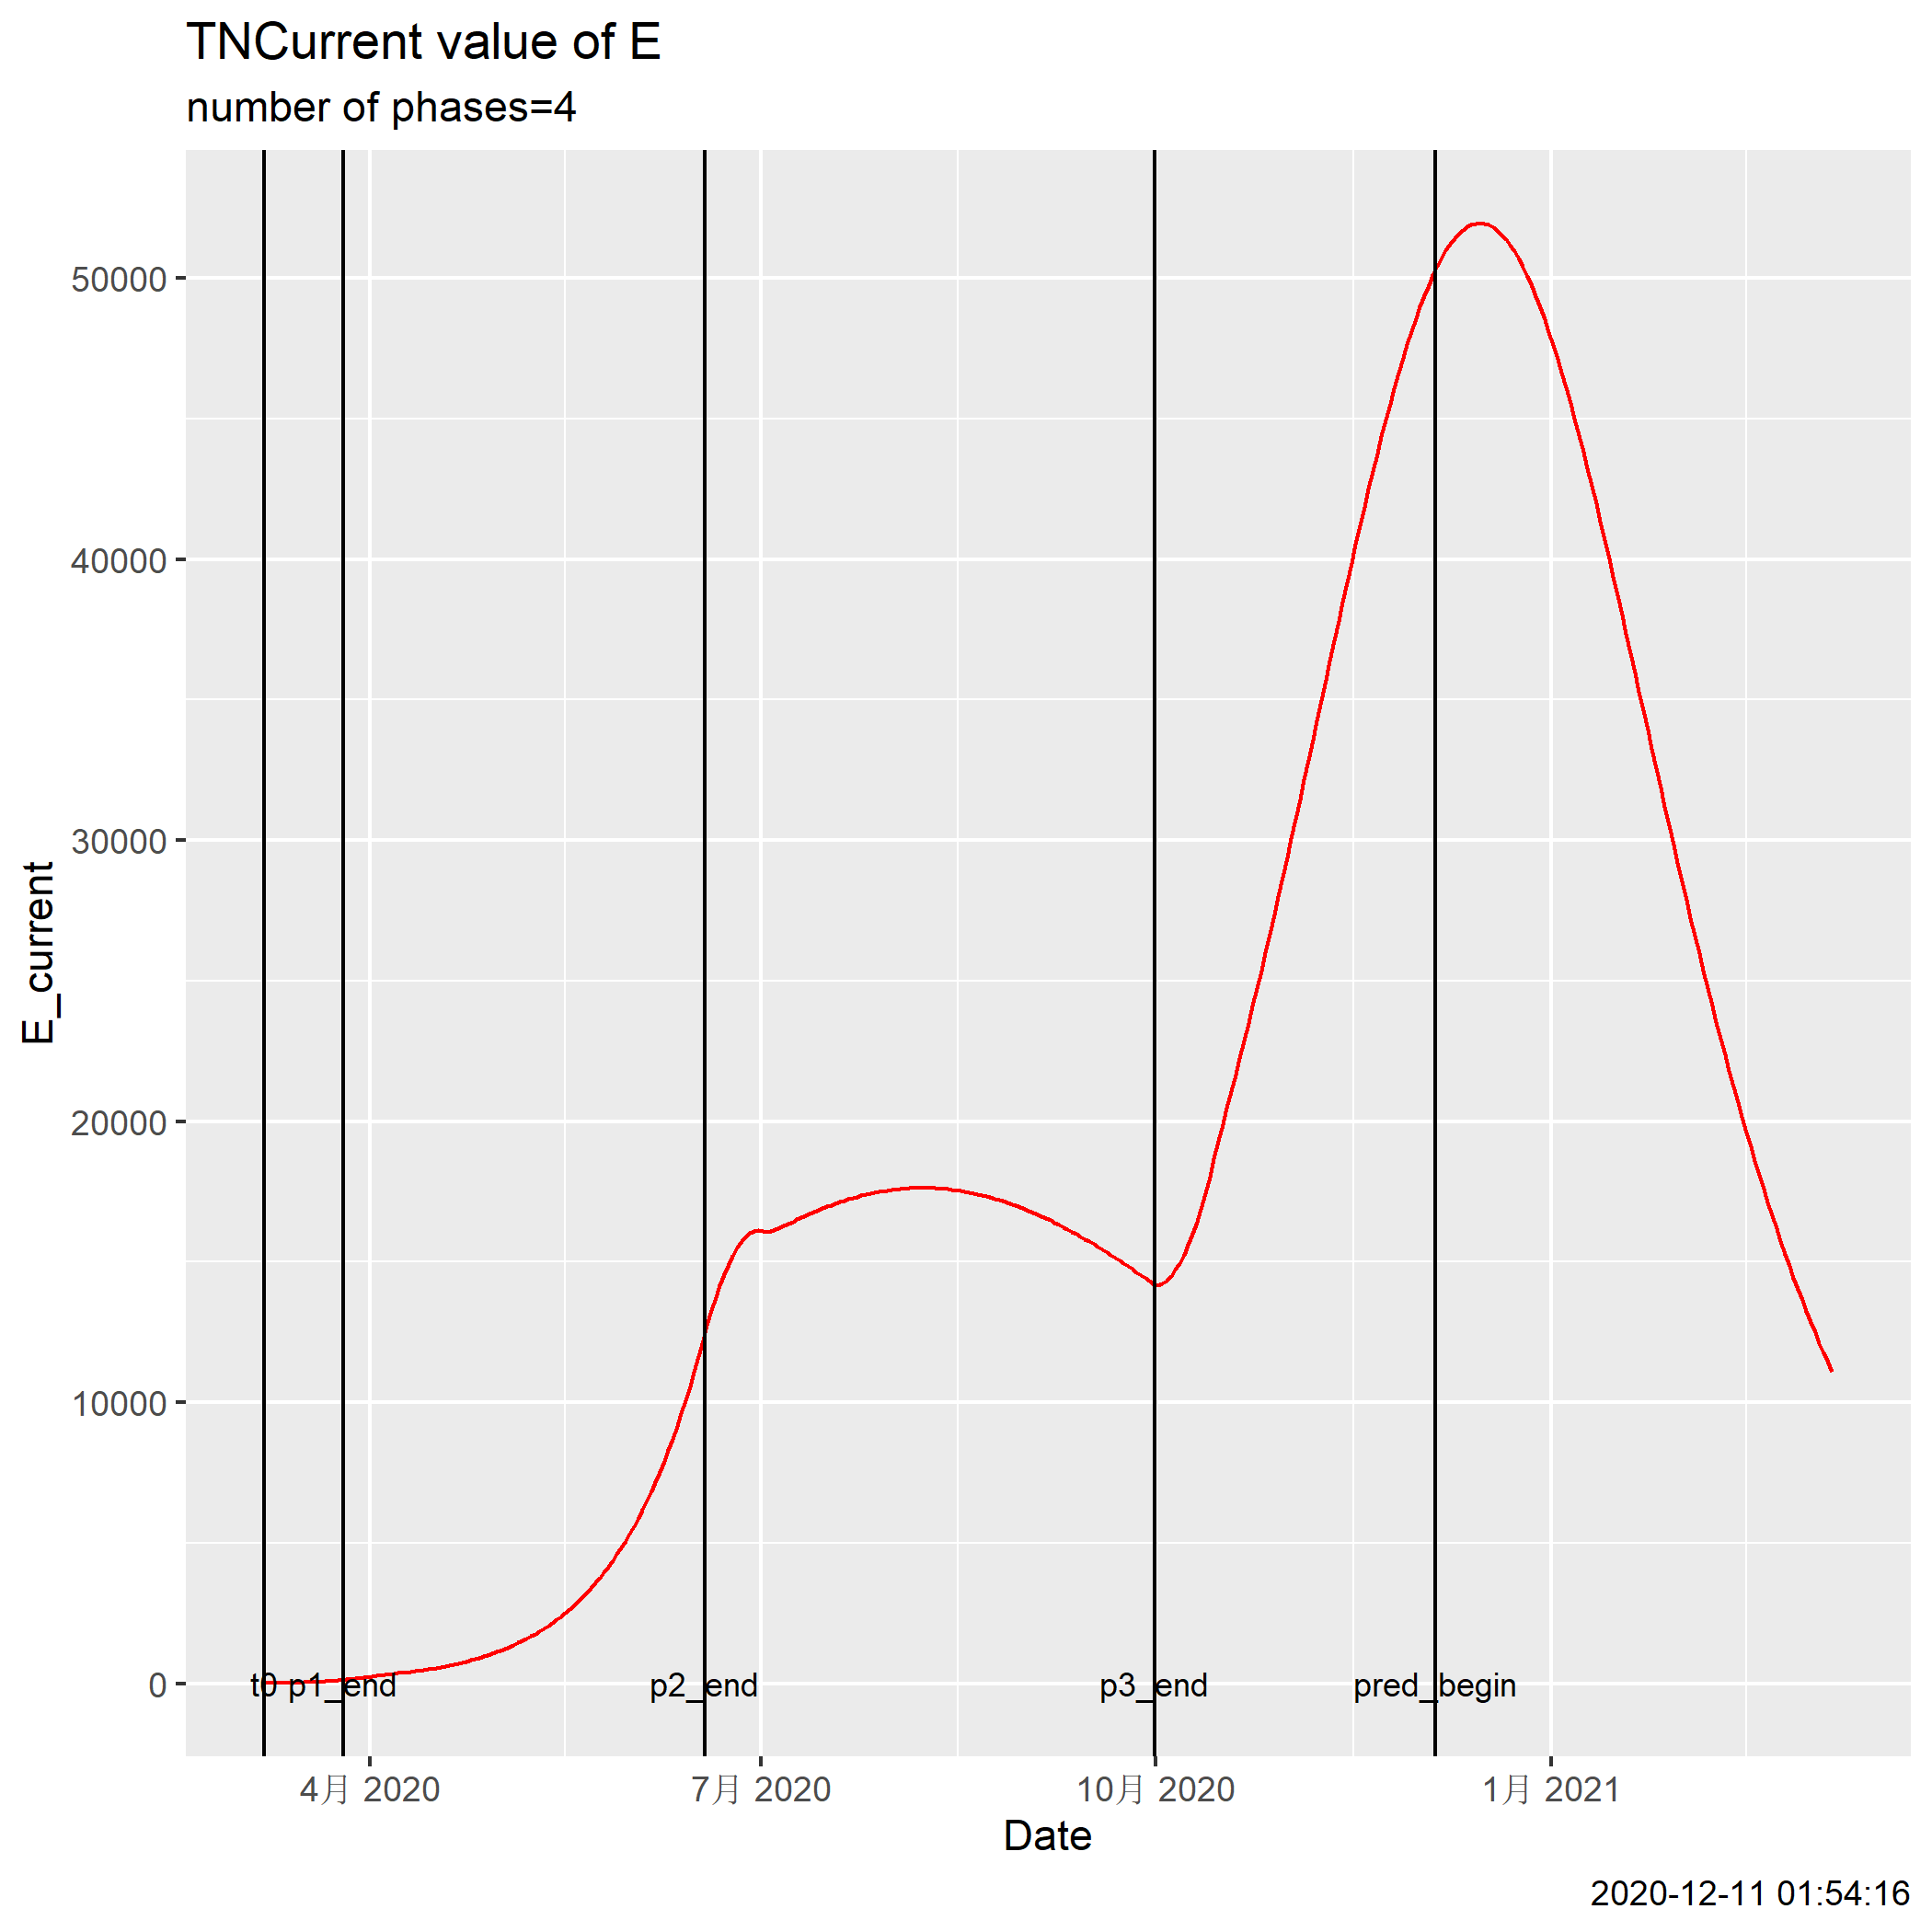 TNCurrent value of E
number of phases=4
E_current
50000
40000
30000
20000
10000
0
t0 p1_end p2_end p3_end pred_begin
4月 2020 7月 2020 10月 2020 1月 2021
Date
2020-12-11 01:54:16